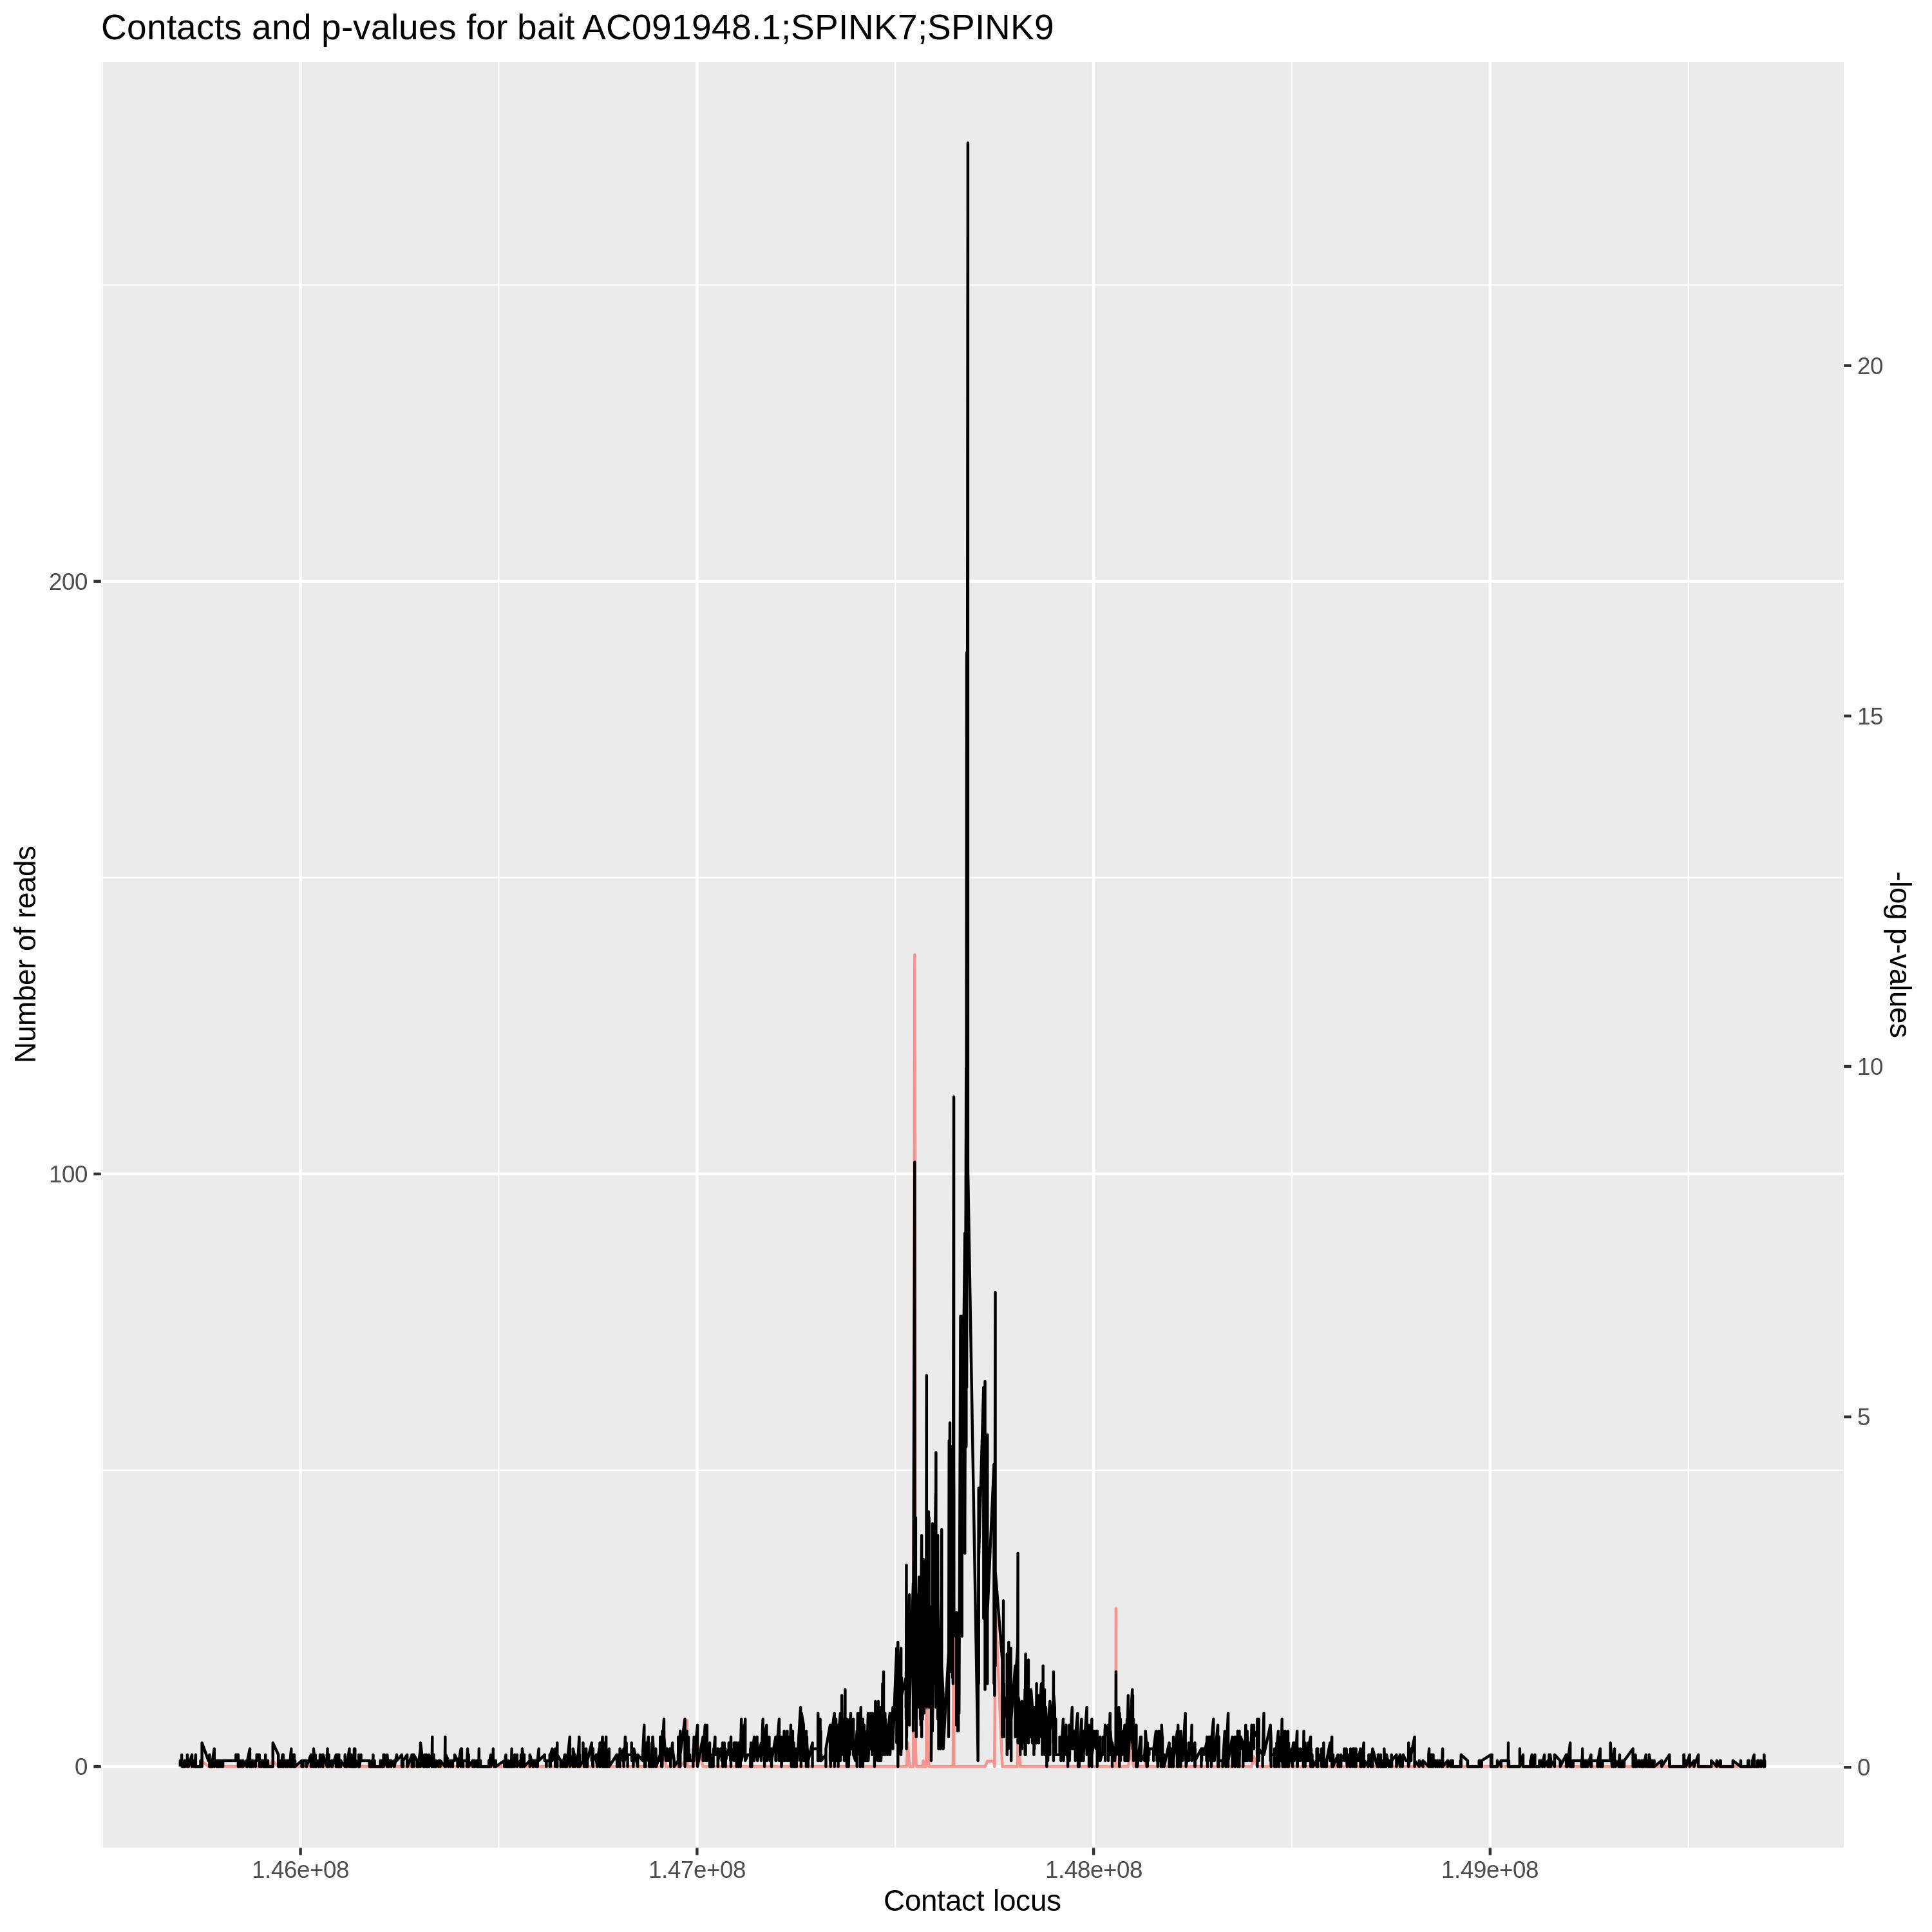 Contacts and p-values for bait AC091948.1;SPINK7;SPINK9
Number of reads
200
100
0
20
15
10
5
0
-log p-values
1.46e+08
1.47e+08
1.48e+08
1.49e+08
Contact locus